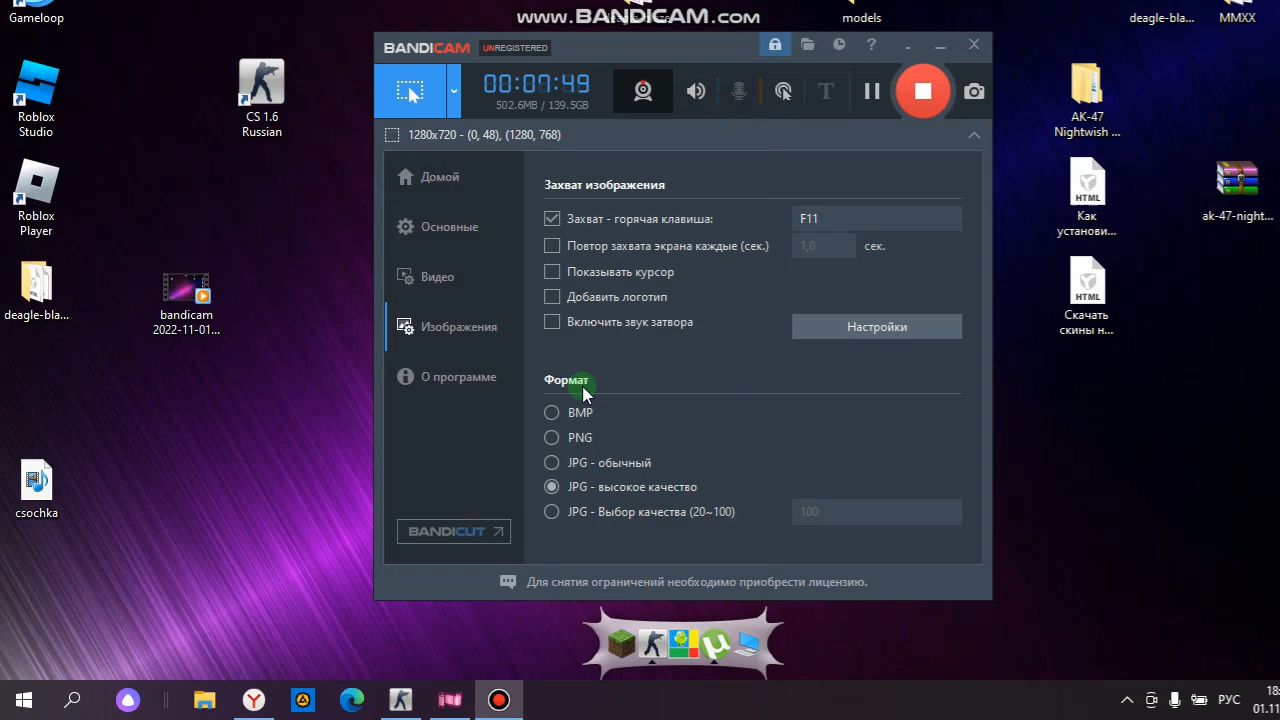 www.BANDICAM.com
Gameloop
models
deagle-bla...
MMXX
BANDICAM
UNREGISTERED
?
00:07:49
502.6MB / 139.5GB
T
1280x720 - (0, 48), (1280, 768)
Roblox
Studio
CS 1.6
Russian
AK-47
Nightwish ...
Домой
Захват изображения
Захват - горячая клавиша:
F11
Roblox
Player
HTML
Как
установи...
ak-47-night...
Основные
Повтор захвата экрана каждые (сек.)
1,0
сек.
Видео
Показывать курсор
Добавить логотип
deagle-bla...
bandicam
2022-11-01...
HTML
Скачать
скины н...
Изображения
Включить звук затвора
Настройки
О программе
Формат
BMP
PNG
JPG - обычный
JPG - высокое качество
JPG - Выбор качества (20~100)
100
csochka
BANDICUT
Для снятия ограничений необходимо приобрести лицензию.
РУС
18:
01.11